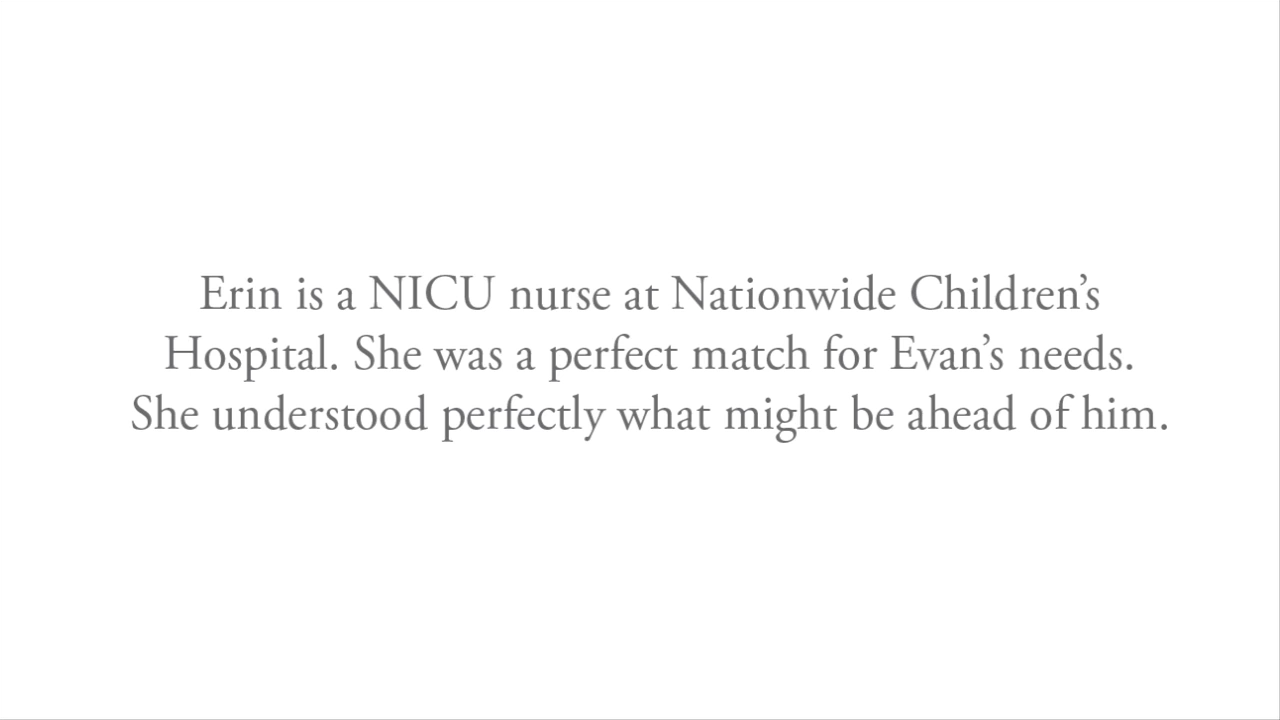 Erin is a NICU nurse at Nationwide Children’s
Hospital. She was a perfect match for Evan’s needs.
She understood perfectly what might be ahead of him.